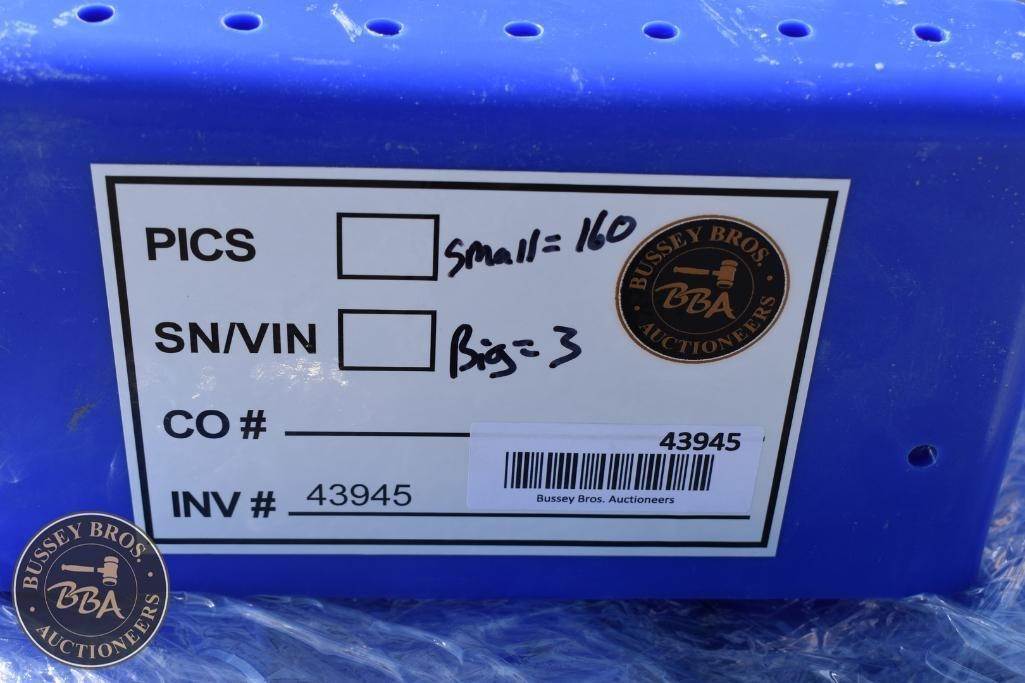 PICS Small = 160
BUSSEY BROS.
BBA
AUCTIONEERS
SN/VIN Big = 3
CO #
43945
Bussey Bros. Auctioneers
INV # 43945
BUSSEY BROS.
BBA
AUCTIONEERS